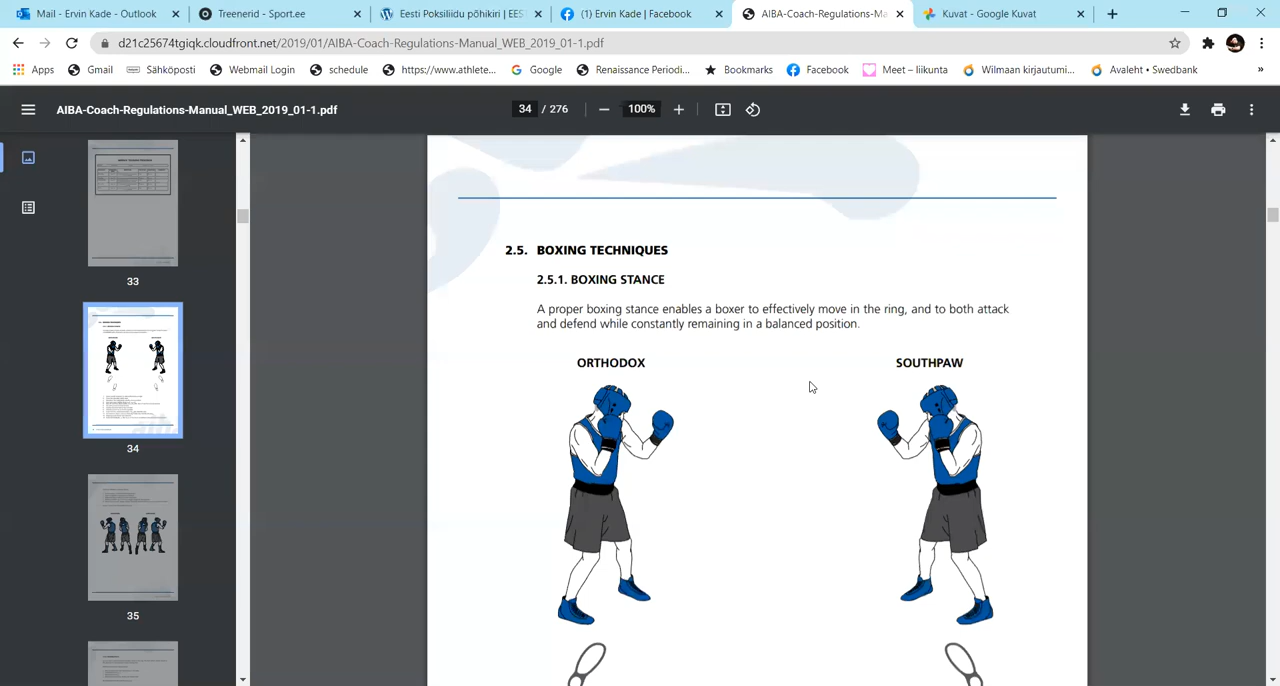 Mail - Ervin Kade - Outlook
Treenerid - Sport.ee
Eesti Poksiliidu põhikiri | EES
(1) Ervin Kade | Facebook
AIBA-Coach-Regulations-Ma
Kuvat - Google Kuvat
d21c25674tgiqk.cloudfront.net/2019/01/AIBA-Coach-Regulations-Manual_WEB_2019_01-1.pdf
Apps
Gmail
Sähköposti
Webmail Login
schedule
https://www.athlete...
Google
Renaissance Periodi...
Bookmarks
Facebook
Meet – liikunta
Wilmaan kirjautumi...
Avaleht • Swedbank
»
AIBA-Coach-Regulations-Manual_WEB_2019_01-1.pdf
34 / 276
100%
33
34
35
2.5. BOXING TECHNIQUES
2.5.1. BOXING STANCE
A proper boxing stance enables a boxer to effectively move in the ring, and to both attack
and defend while constantly remaining in a balanced position.
ORTHODOX
SOUTHPAW